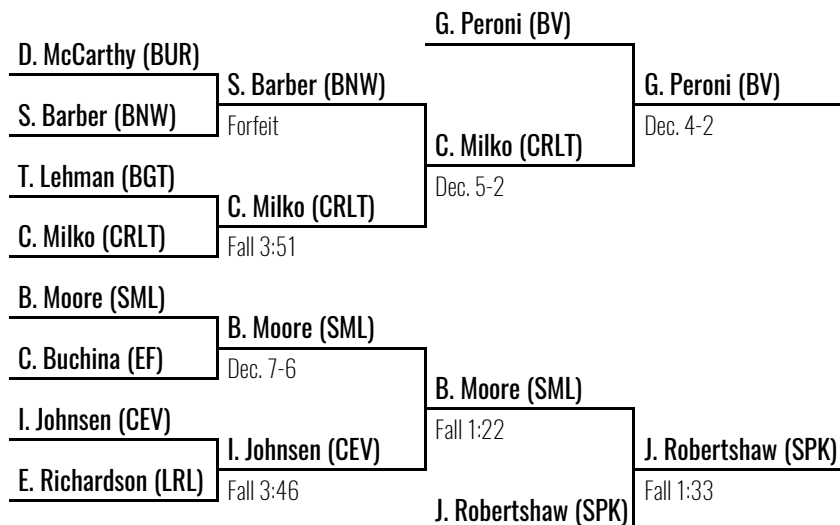 G. Peroni (BV)
D. McCarthy (BUR)
S. Barber (BNW)
G. Peroni (BV)
S. Barber (BNW)
Forfeit
Dec. 4-2
C. Milko (CRLT)
T. Lehman (BGT)
Dec. 5-2
C. Milko (CRLT)
C. Milko (CRLT)
Fall 3:51
B. Moore (SML)
B. Moore (SML)
C. Buchina (EF)
Dec. 7-6
B. Moore (SML)
I. Johnsen (CEV)
Fall 1:22
I. Johnsen (CEV)
J. Robertshaw (SPK)
E. Richardson (LRL)
Fall 3:46
Fall 1:33
J. Robertshaw (SPK)